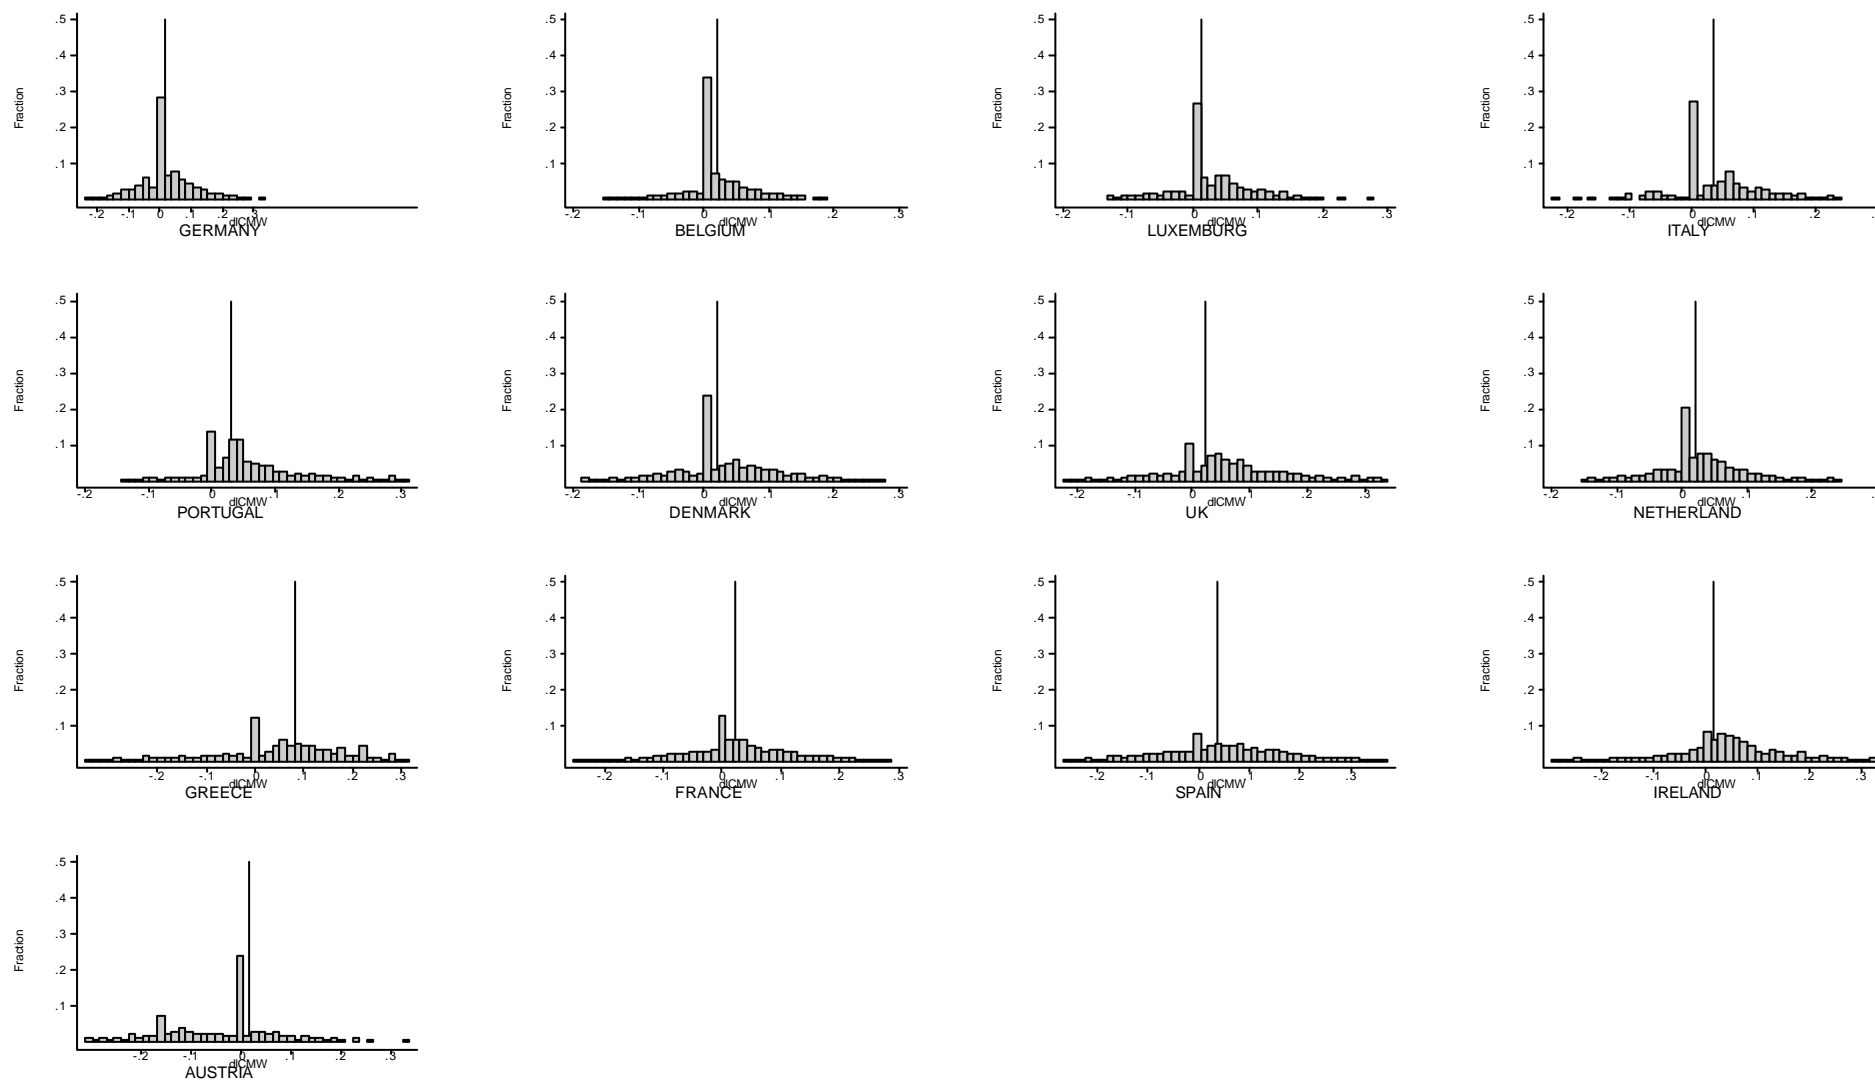 .5 .5 .5 .5
.4 .4 .4 .4
Fraction .3 Fraction .3 Fraction .3 Fraction .3
.2 .2 .2 .2
.1 .1 .1 .1
-.2 -.1 0 .1 .2 .3 -.2 -.1 0 .1 .2 .3 -.2 -.1 0 .1 .2 .3 -.2 -.1 0 .1 .2
dlCMW dlCMW dlCMW dlCMW
GERMANY BELGIUM LUXEMBURG ITALY
.5 .5 .5 .5
.4 .4 .4 .4
Fraction .3 Fraction .3 Fraction .3 Fraction .3
.2 .2 .2 .2
.1 .1 .1 .1
-.2 -.1 0 .1 .2 .3 -.2 -.1 0 .1 .2 .3 -.2 -.1 0 .1 .2 .3 -.2 -.1 0 .1 .2
dlCMW dlCMW dlCMW dlCMW
PORTUGAL DENMARK UK NETHERLAND
.5 .5 .5 .5
.4 .4 .4 .4
Fraction .3 Fraction .3 Fraction .3 Fraction .3
.2 .2 .2 .2
.1 .1 .1 .1
-.2 -.1 0 .1 .2 .3 -.2 -.1 0 .1 .2 .3 -.2 -.1 0 .1 .2 .3 -.2 -.1 0 .1 .2 .3
dlCMW dlCMW dlCMW dlCMW
GREECE FRANCE SPAIN IRELAND
.5
.4
Fraction .3
.2
.1
-.2 -.1 0 .1 .2 .3
dlCMW
AUSTRIA